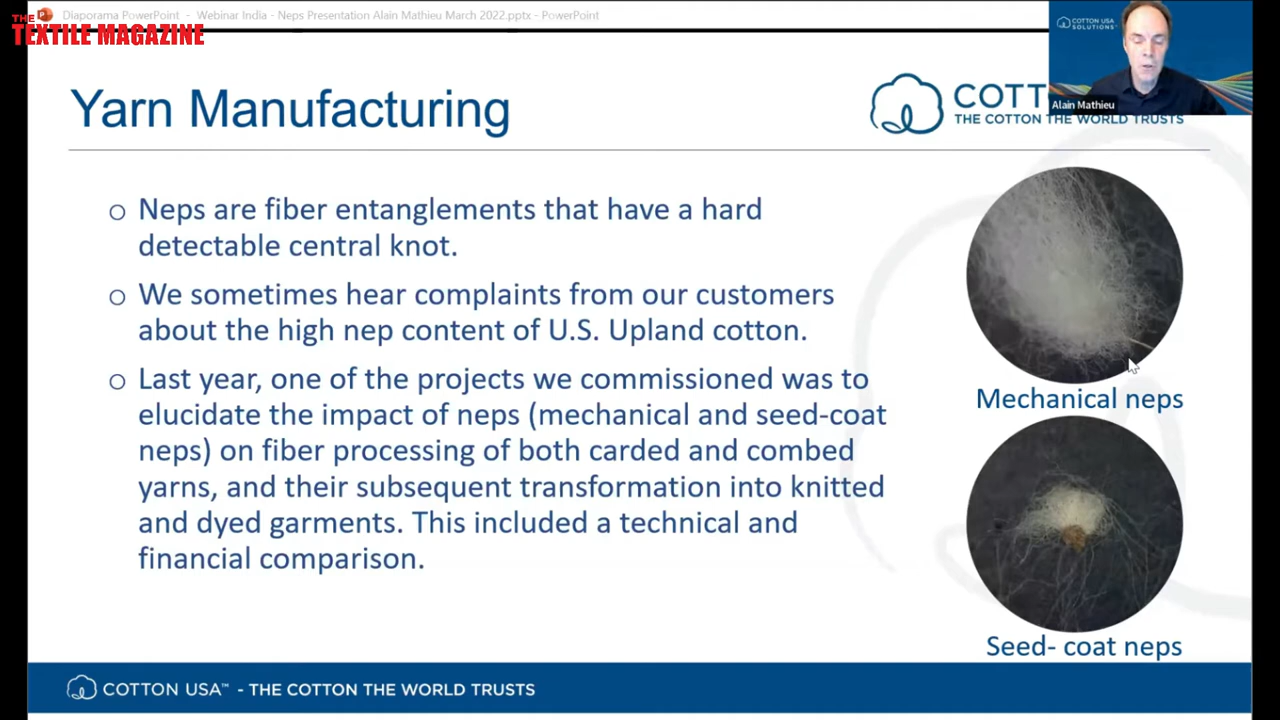 Diaporama PowerPoint - Webinar India - Neps Presentation Alain Mathieu March 2022.pptx - PowerPoint
THE
TEXTILE MAGAZINE
COTTON USA
SOLUTIONS
Alain Mathieu
Yarn Manufacturing
COTT
THE COTTON THE WORLD TRUSTS
o Neps are fiber entanglements that have a hard
detectable central knot.
o We sometimes hear complaints from our customers
about the high nep content of U.S. Upland cotton.
o Last year, one of the projects we commissioned was to
elucidate the impact of neps (mechanical and seed-coat
neps) on fiber processing of both carded and combed
yarns, and their subsequent transformation into knitted
and dyed garments. This included a technical and
financial comparison.
Mechanical neps
Seed- coat neps
COTTON USA™ - THE COTTON THE WORLD TRUSTS